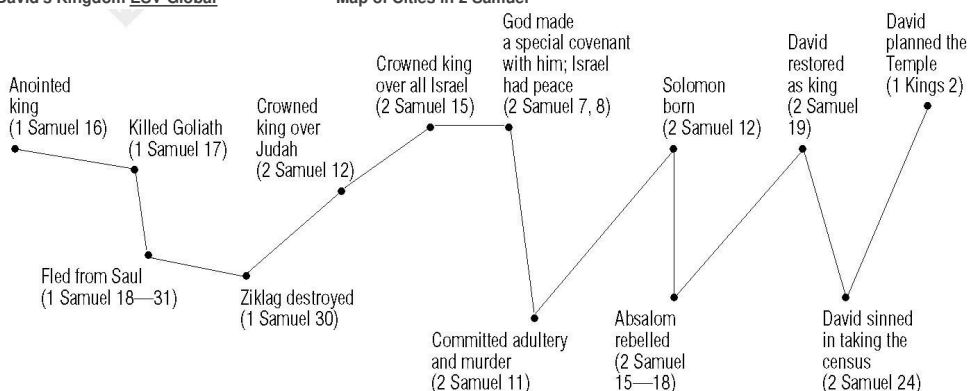 David's Kingdom ESV Global
Map of Cities in 2 Samuel
Anointed
king
(1 Samuel 16)
Killed Goliath
(1 Samuel 17)
Fled from Saul
(1 Samuel 18—31)
Ziklag destroyed
(1 Samuel 30)
Crowned
king over
Judah
(2 Samuel 12)
Crowned king
over all Israel
(2 Samuel 15)
God made
a special covenant
with him; Israel
had peace
(2 Samuel 7, 8)
Committed adultery
and murder
(2 Samuel 11)
Solomon
born
(2 Samuel 12)
Absalom
rebelled
(2 Samuel
15—18)
David
restored
as king
(2 Samuel
19)
David sinned
in taking the
census
(2 Samuel 24)
David
planned the
Temple
(1 Kings 2)